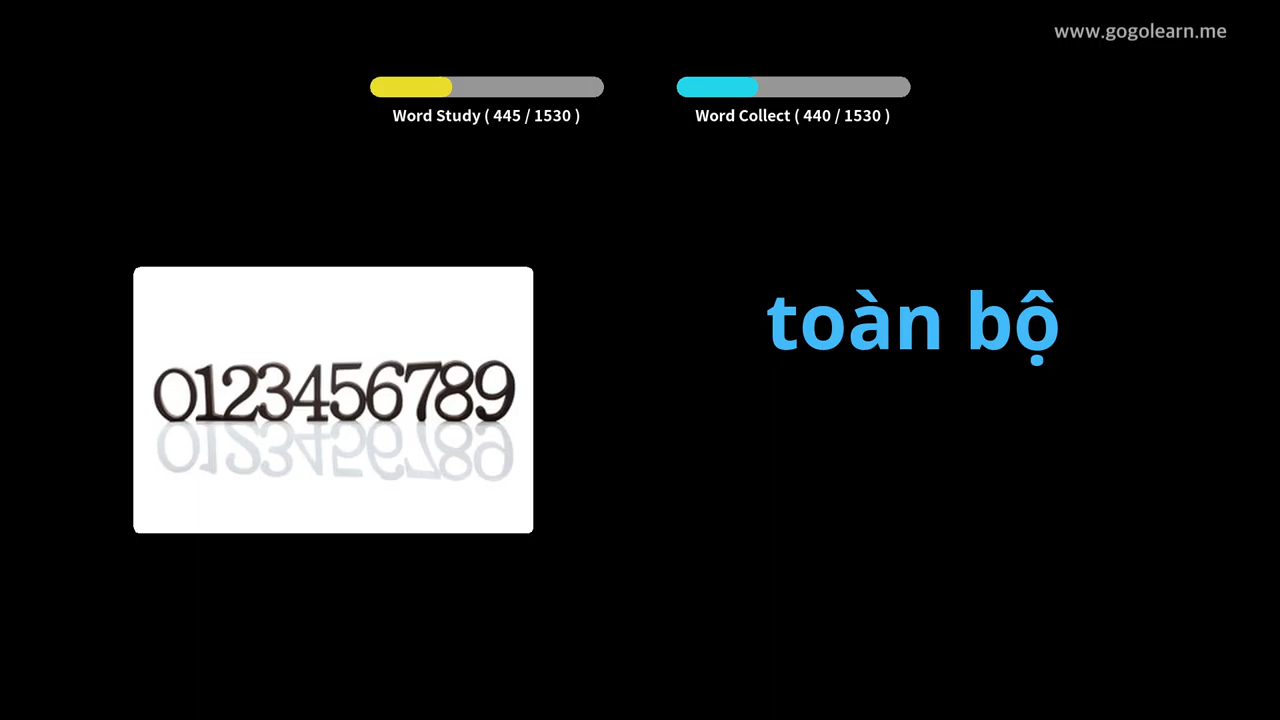 www.gogolearn.me
Word Study ( 445 / 1530 )
Word Collect ( 440 / 1530 )
toàn bộ
0123456789